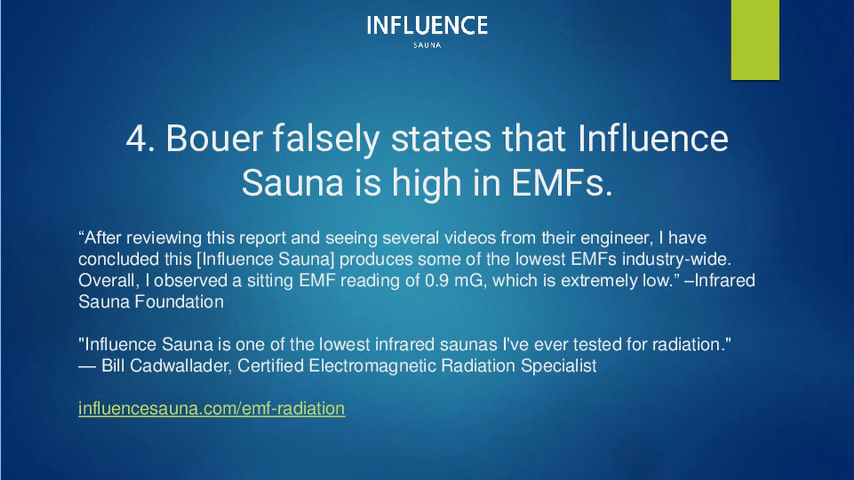 INFLUENCE
SAUNA
4. Bouer falsely states that Influence
Sauna is high in EMFs.
“After reviewing this report and seeing several videos from their engineer, I have
concluded this [Influence Sauna] produces some of the lowest EMFs industry-wide.
Overall, I observed a sitting EMF reading of 0.9 mG, which is extremely low.” –Infrared
Sauna Foundation
"Influence Sauna is one of the lowest infrared saunas I've ever tested for radiation."
— Bill Cadwallader, Certified Electromagnetic Radiation Specialist
influencesauna.com/emf-radiation